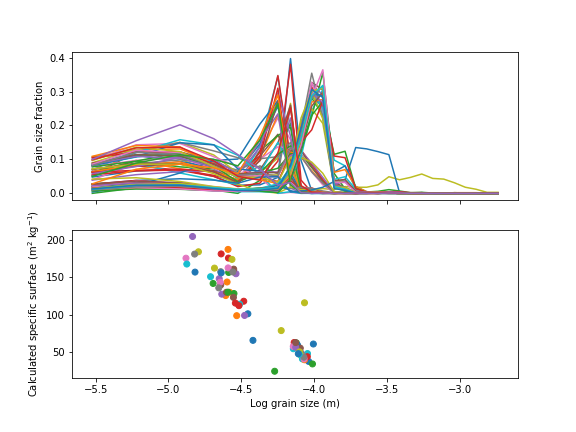 Grain size fraction
0.4
0.3
0.2
0.1
0.0
Calculated specific surface (m² kg⁻¹)
200
150
100
50
−5.5 −5.0 −4.5 −4.0 −3.5 −3.0
Log grain size (m)